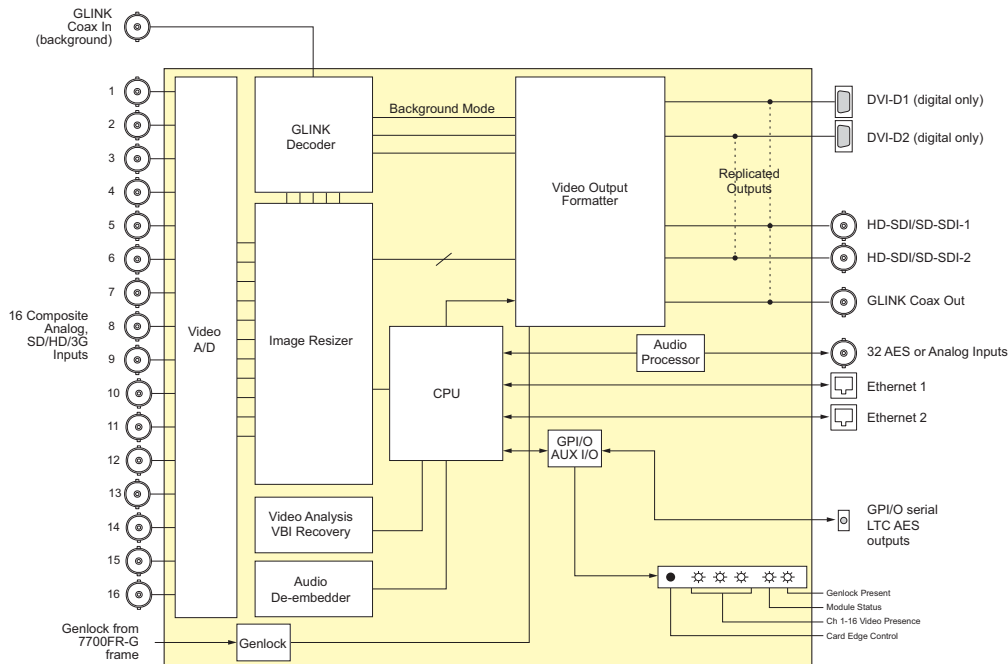 GLINK
Coax In
(background)
1
2
3
4
5
6
7
8
9
10
11
12
13
14
15
16
16 Composite
Analog,
SD/HD/3G
Inputs
Genlock from
7700FR-G
frame
Video
A/D
GLINK
Decoder
Background Mode
Image Resizer
Video Output
Formatter
Replicated
Outputs
CPU
Audio
Processor
GPI/O
AUX I/O
Video Analysis
VBI Recovery
Audio
De-embedder
Genlock
DVI-D1 (digital only)
DVI-D2 (digital only)
HD-SDI/SD-SDI-1
HD-SDI/SD-SDI-2
GLINK Coax Out
32 AES or Analog Inputs
Ethernet 1
Ethernet 2
GPI/O serial
LTC AES
outputs
Genlock Present
Module Status
Ch 1-16 Video Presence
Card Edge Control